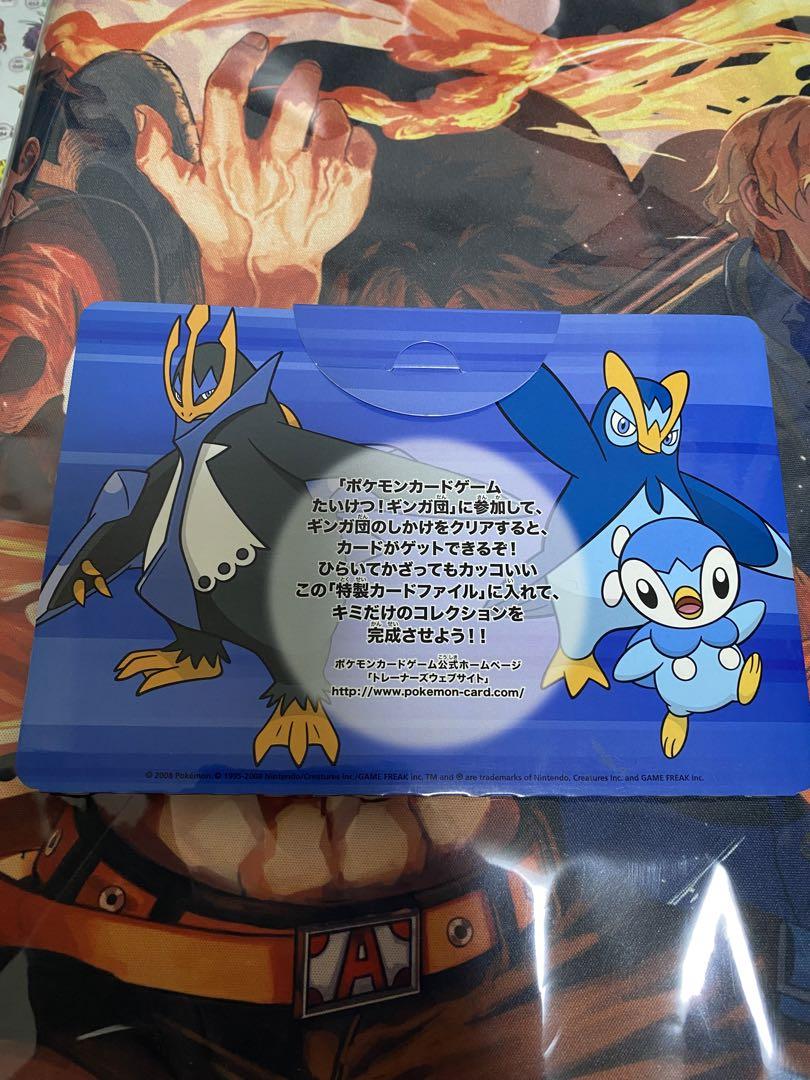 「ポケモンカードゲーム
たいけつ！ギンガ団」に参加して、
ギンガ団のしかけをクリアすると、
カードがゲットできるぞ！
ひらいてかざってもカッコいい
この「特製カードファイル」に入れて、
キミだけのコレクションを
完成させよう！！
ポケモンカードゲーム公式ホームページ
「トレーナーズウェブサイト」
http://www.pokemon-card.com/
© 2008 Pokémon. © 1995-2008 Nintendo/Creatures Inc./GAME FREAK inc. TM and ® are trademarks of Nintendo, Creatures Inc. and GAME FREAK inc.
A